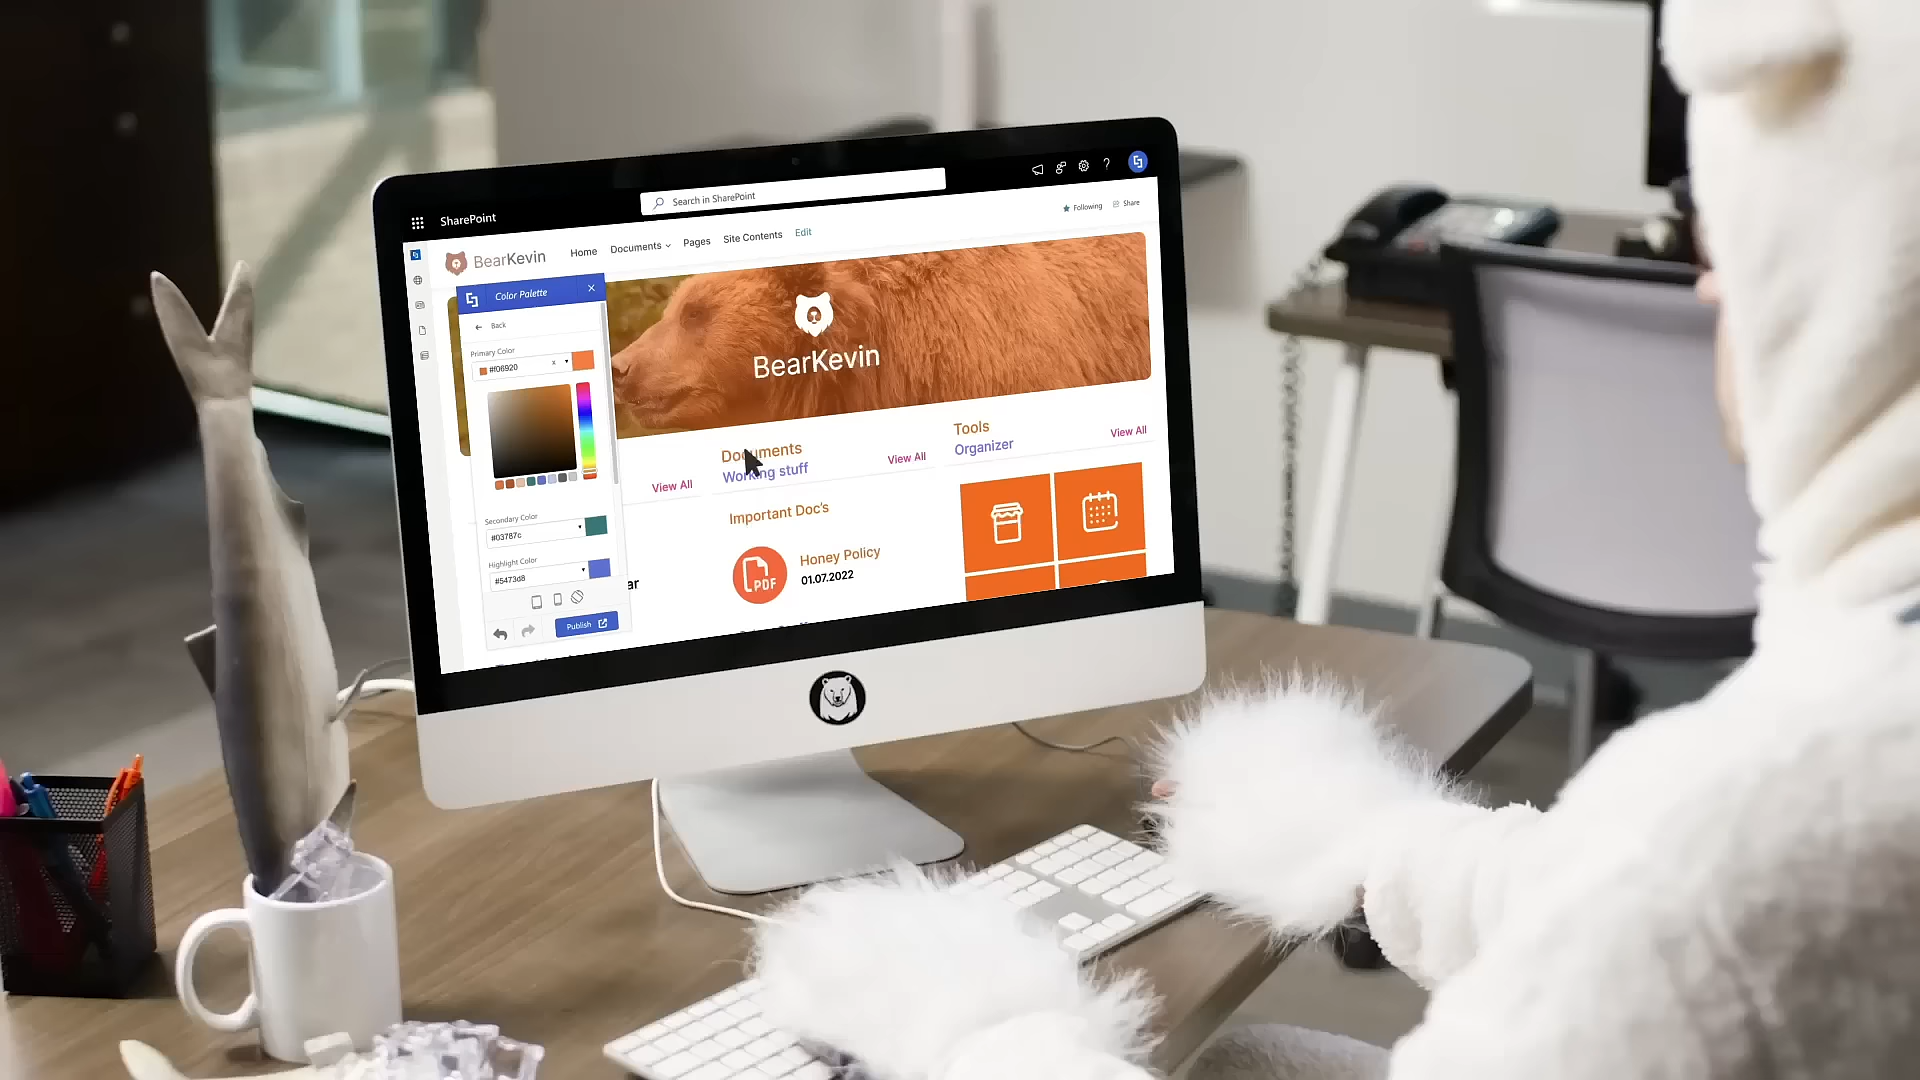 SharePoint
Search in SharePoint
?
BearKevin
Home
Documents
Pages
Site Contents
Edit
Following
Share
Color Palette
Back
Primary Color
#f06920
x
Secondary Color
#03787c
Highlight Color
#5473d8
Publish
BearKevin
View All
Documents
Working stuff
View All
Important Doc's
PDF
Honey Policy
01.07.2022
Tools
Organizer
View All